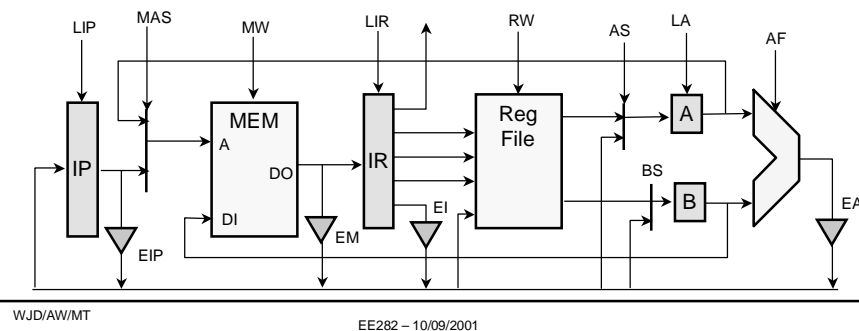 LIP
MAS
MW
LIR
RW
AS
LA
AF
IP
MEM
A
DO
DI
IR
Reg
File
A
BS
B
EIP
EM
EI
EA
WJD/AW/MT
EE282 – 10/09/2001